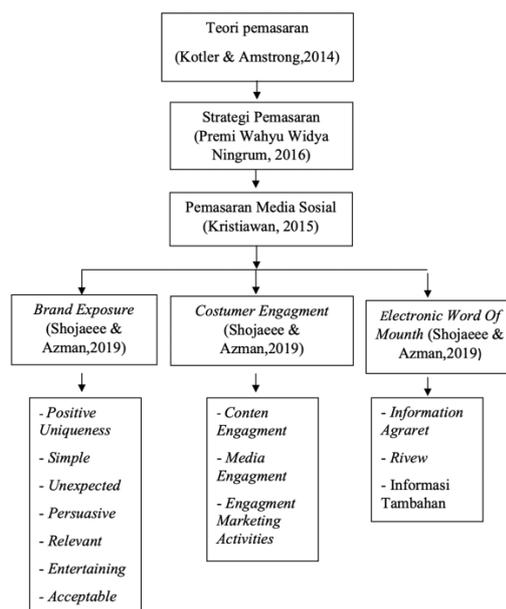 Teori pemasaran
(Kotler & Amstrong,2014)
Strategi Pemasaran
(Premi Wahyu Widya
Ningrum, 2016)
Pemasaran Media Sosial
(Kristiawan, 2015)
Brand Exposure
(Shojaeee &
Azman,2019)
Costumer Engagment
(Shojaeee &
Azman,2019)
Electronic Word Of
Mounth (Shojaeee &
Azman,2019)
- Positive
Uniqueness
- Simple
- Unexpected
- Persuasive
- Relevant
- Entertaining
- Acceptable
- Conten
Engagment
- Media
Engagment
- Engagment
Marketing
Activities
- Information
Agraret
- Rivew
- Informasi
Tambahan